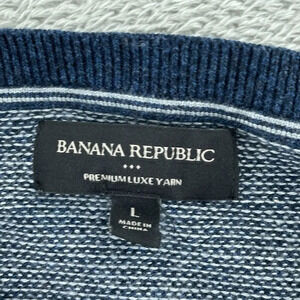 BANANA REPUBLIC
PREMIUM LUXE YARN
L
MADE IN
CHINA